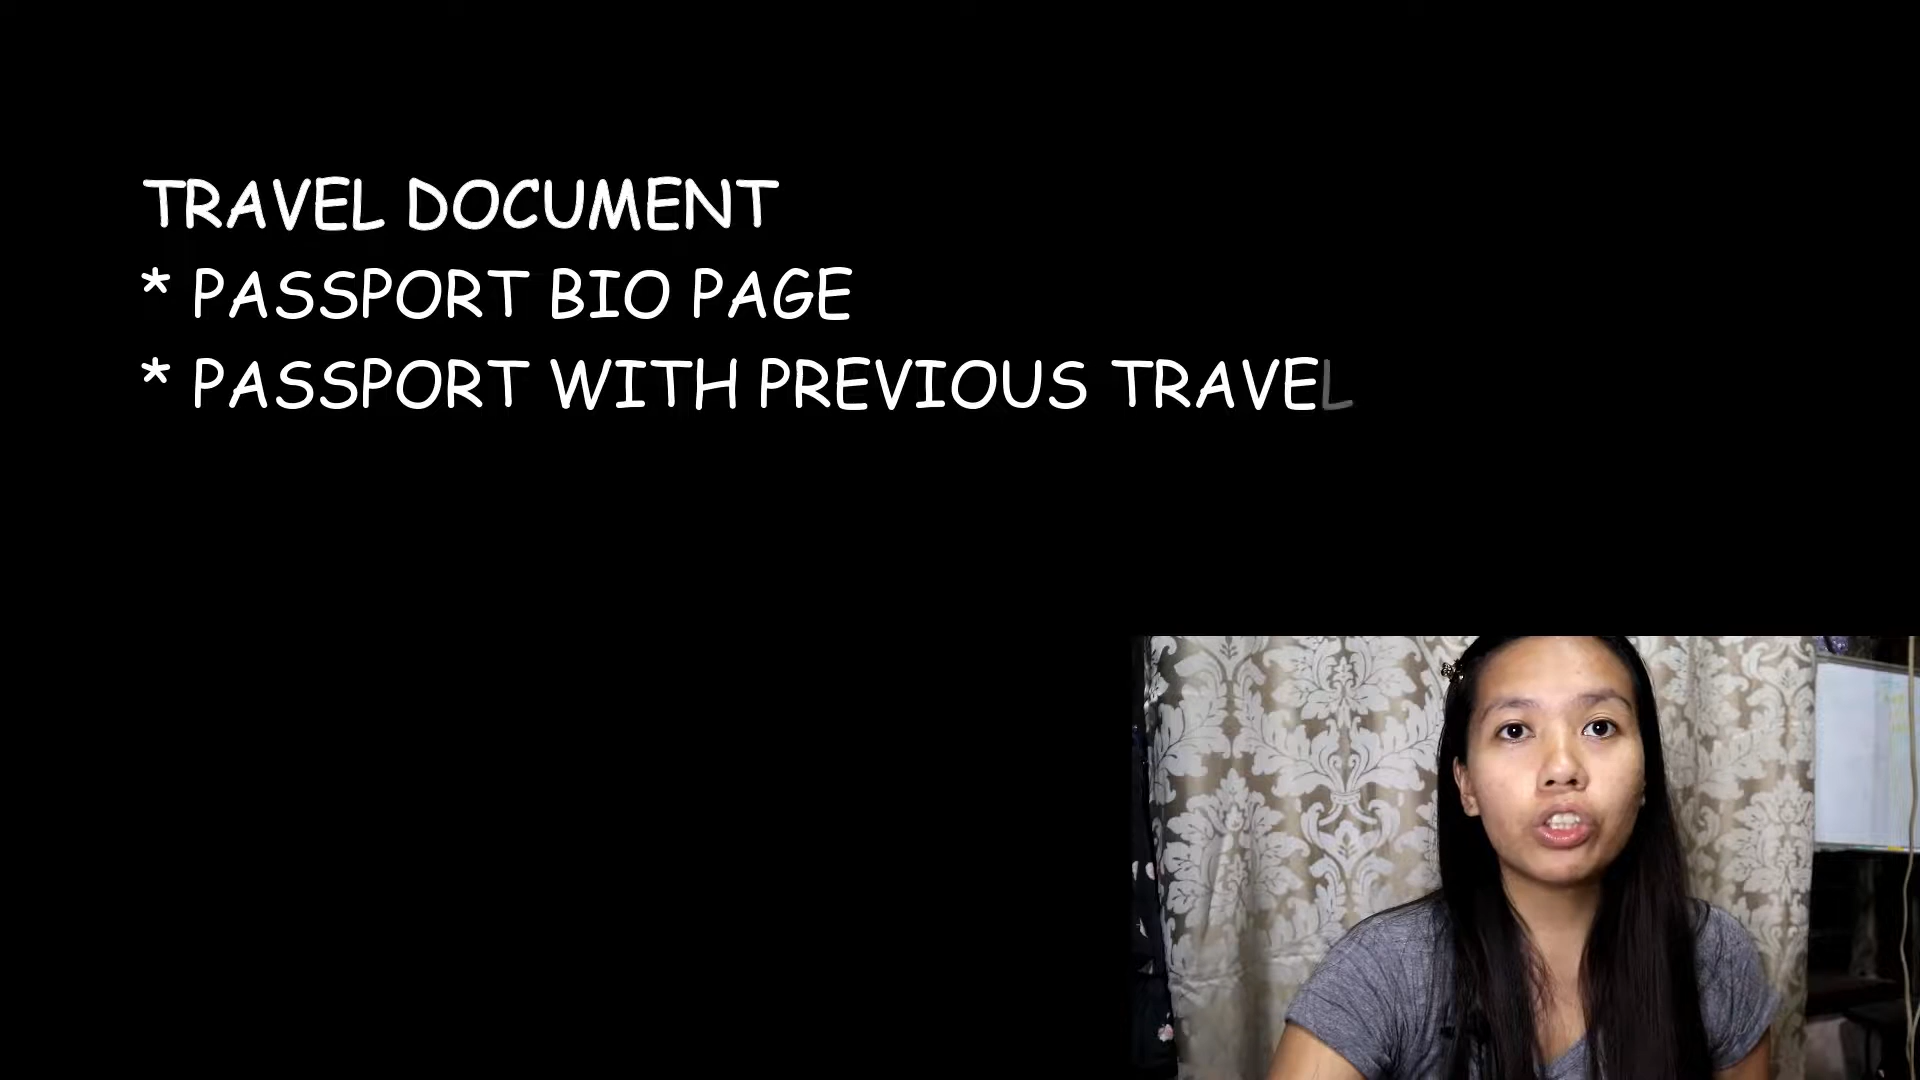 TRAVEL DOCUMENT
* PASSPORT BIO PAGE
* PASSPORT WITH PREVIOUS TRAVEL